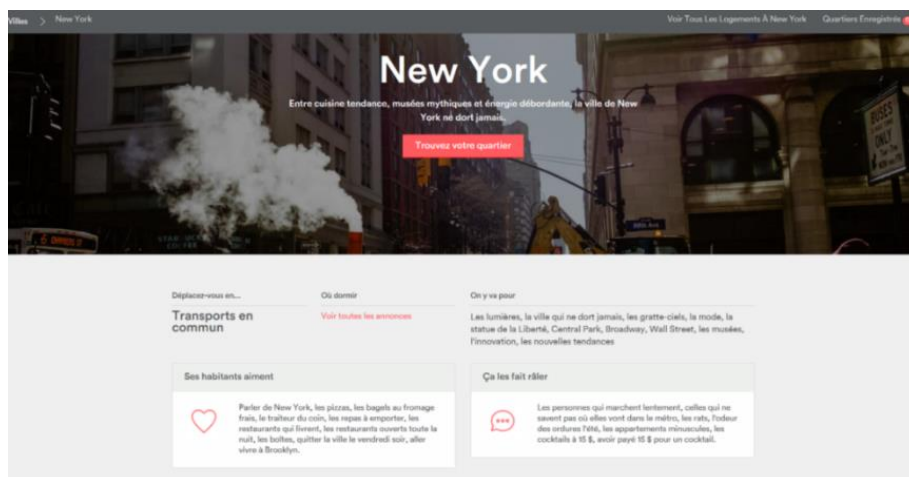 Villes > New York
Voir Tous Les Logements À New York
Quartiers Enregistrés
New York
Entre cuisine tendance, musées mythiques et énergie débordante, la ville de New
York né dort jamais.
Trouvez votre quartier
BUSES
ONLY
Déplacez-vous en...
Transports en
commun
Où dormir
Voir toutes les annonces
On y va pour
Les lumières, la ville qui ne dort jamais, les gratte-ciels, la mode, la
statue de la Liberté, Central Park, Broadway, Wall Street, les musées,
l'innovation, les nouvelles tendances
Ses habitants aiment
Parler de New York, les pizzas, les bagels au fromage
frais, le traiteur du coin, les repas à emporter, les
restaurants qui livrent, les restaurants ouverts toute la
nuit, les boîtes, quitter la ville le vendredi soir, aller
vivre à Brooklyn.
Ça les fait râler
Les personnes qui marchent lentement, celles qui ne
savent pas où elles vont dans le métro, les rats, l'odeur
des ordures l'été, les appartements minuscules, les
cocktails à 15 $, avoir payé 15 $ pour un cocktail.